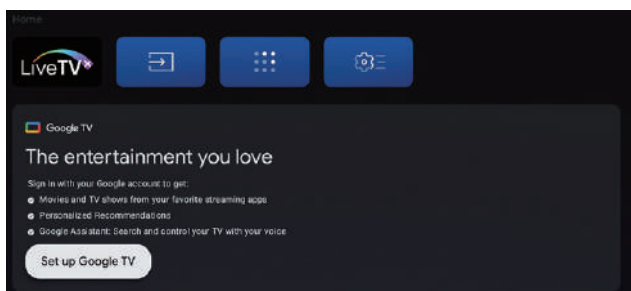 Home
LiveTV
Google TV
The entertainment you love
Sign in with your Google account to get:
Movies and TV shows from your favorite streaming apps
Personalized Recommendations
Google Assistant: Search and control your TV with your voice
Set up Google TV